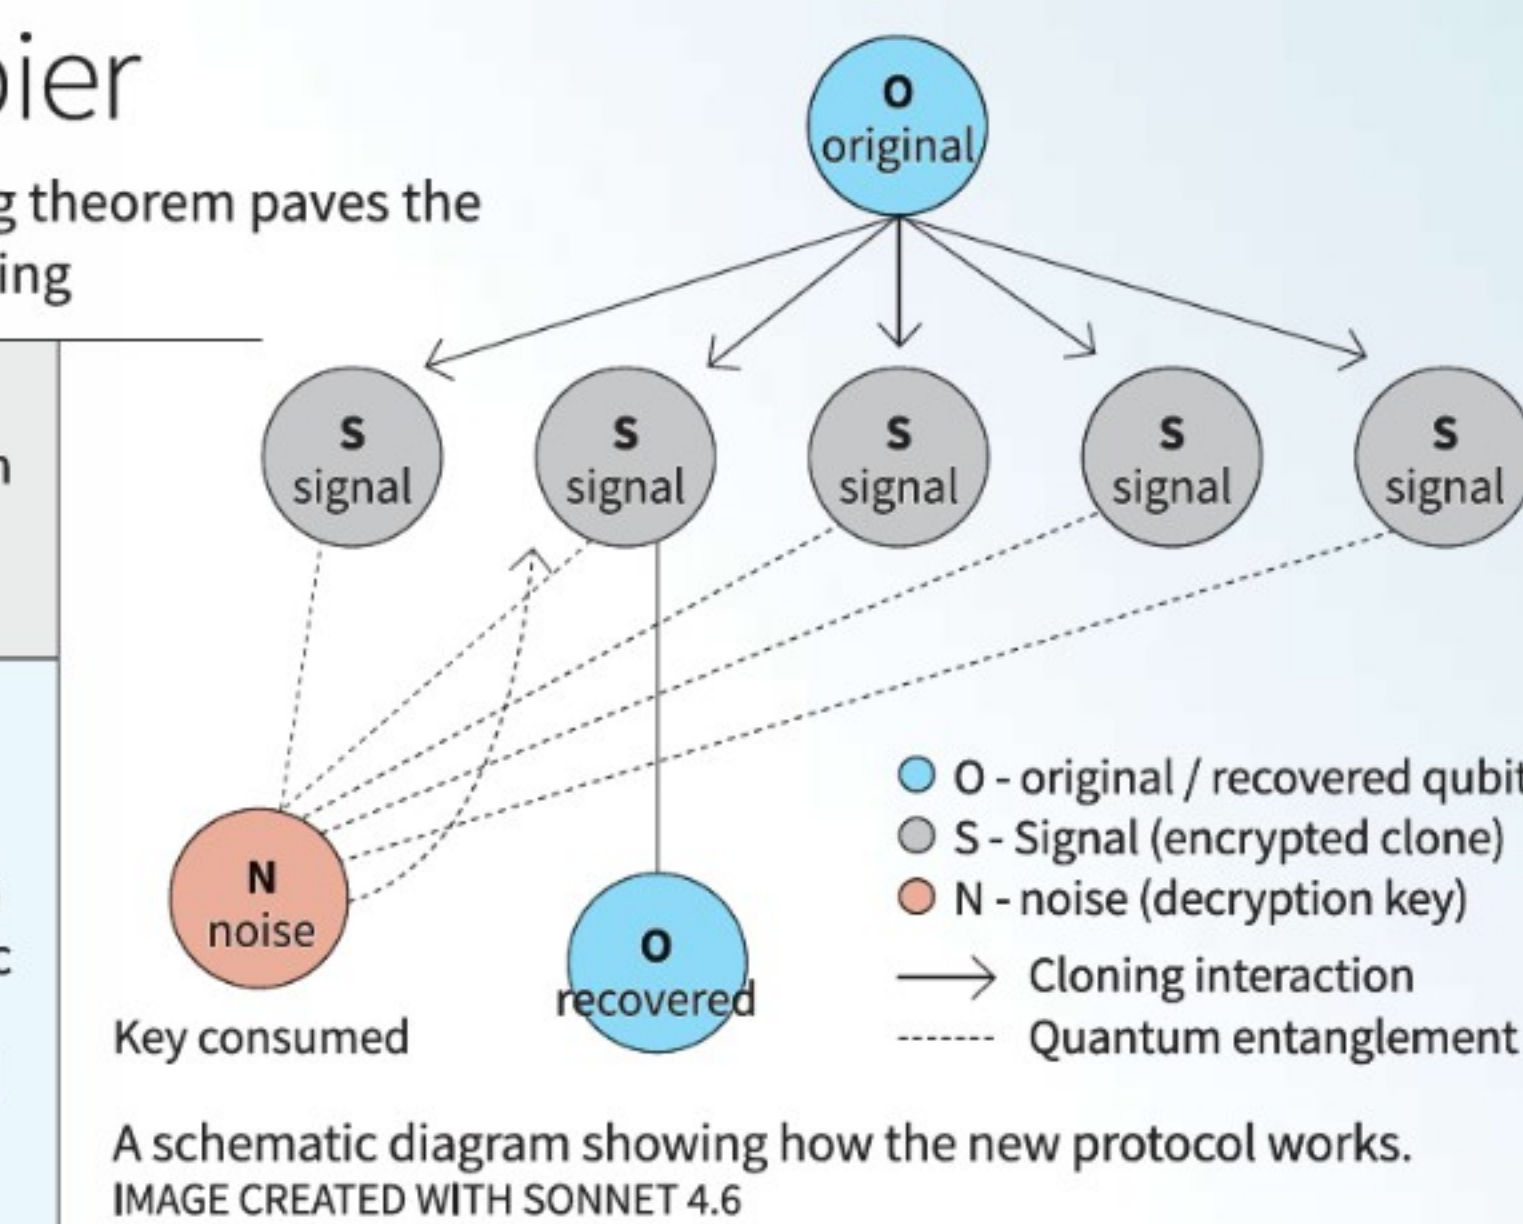 pier
g theorem paves the
ing
O
original
S
signal
S
signal
S
signal
S
signal
S
signal
N
noise
Key consumed
O
recovered
O - original / recovered qubit
S - Signal (encrypted clone)
N - noise (decryption key)
Cloning interaction
Quantum entanglement
A schematic diagram showing how the new protocol works.
IMAGE CREATED WITH SONNET 4.6